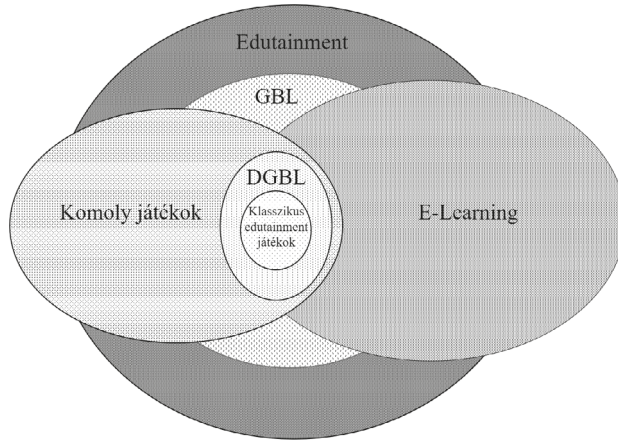 Edutainment
GBL
DGBL
Komoly játékok
Klasszikus
edutainment
játékok
E-Learning